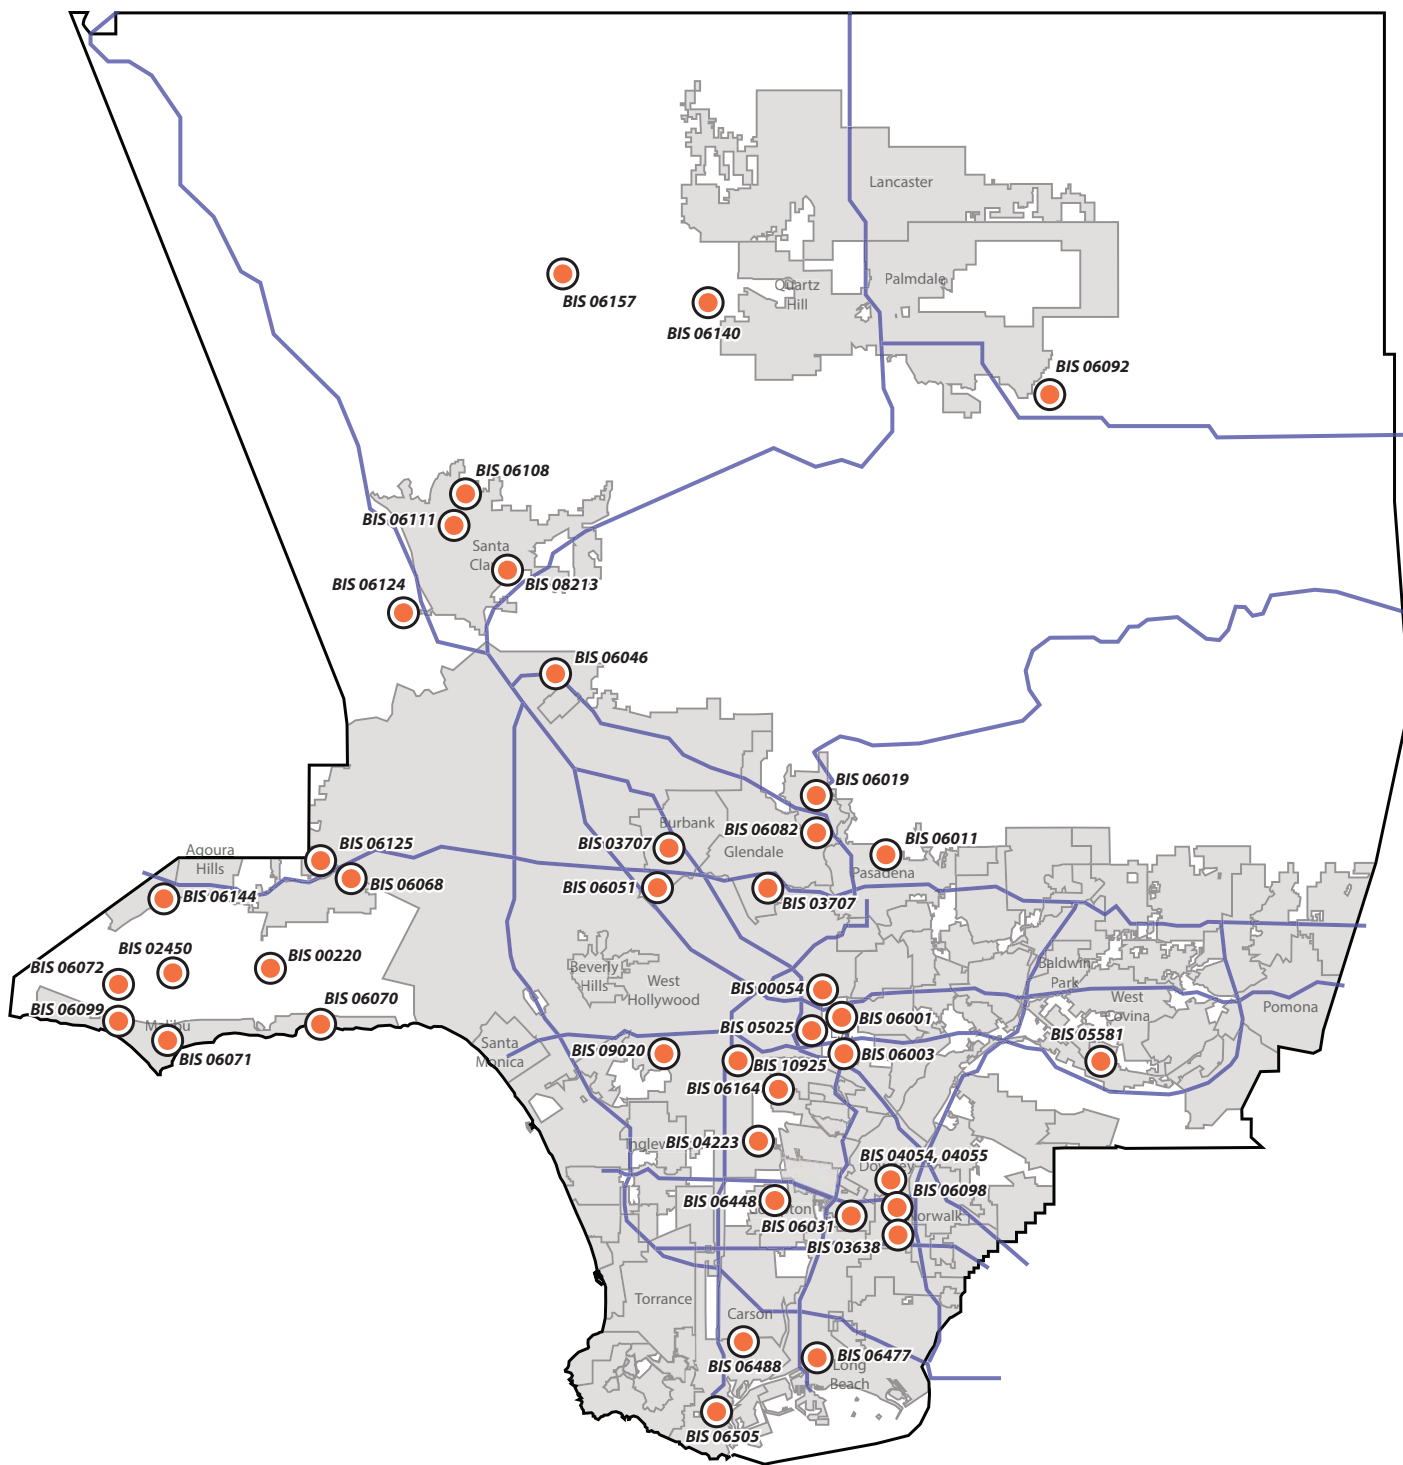 Lancaster
BIS 06157
Quartz
Hill
Palmdale
BIS 06140
BIS 06092
BIS 06108
BIS 06111
Santa
BIS 06124
BIS 08213
BIS 06046
BIS 06019
Burbank
BIS 06082
BIS 03707
Glendale
BIS 06011
Pasadena
Agoura
Hills
BIS 06125
BIS 06068
BIS 06144
BIS 06051
BIS 03707
BIS 02450
BIS 00220
BIS 06072
BIS 06099
BIS 06070
Malibu
BIS 06071
Beverly
Hills
West
Hollywood
BIS 00054
Baldwin
Park
West
Covina
Pomona
BIS 05025
BIS 06001
Santa
Monica
BIS 09020
BIS 10925
BIS 06003
BIS 05581
BIS 06164
BIS 04223
BIS 04054, 04055
Downey
BIS 06448
BIS 06098
Norwalk
BIS 06031
BIS 03638
Torrance
Carson
BIS 06488
BIS 06477
Long
Beach
BIS 06505